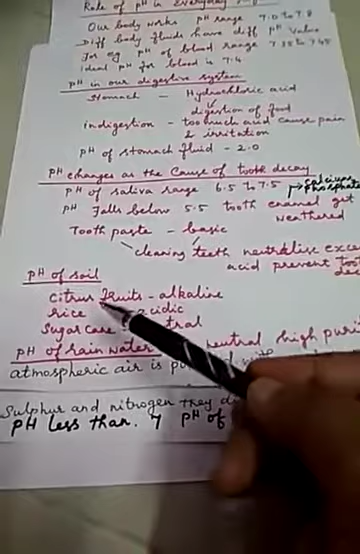 Role of pH in Everyday
Our body works pH range 7.0 to 7.8
Diff body fluids have diff pH Value
For eg pH of blood range 7.35 to 7.45
Ideal pH for blood is 7.4
pH in our digestive system
Stomach – Hydrochloric acid
digestion of food
indigestion – too much acid cause pain
& irritation
pH of stomach fluid – 2.0
pH changes as the Cause of tooth decay
pH of saliva range 6.5 to 7.5 → calcium
phosphate
pH Falls below 5.5 tooth enamel get
weathered
Tooth paste – basic
cleaning teeth neutralise
acid prevent
pH of soil
Citrus Fruits – alkaline
rice acidic
Sugarcane
pH of rain water high
atmospheric air is
Sulphur and nitrogen they
pH less than. 7 pH of